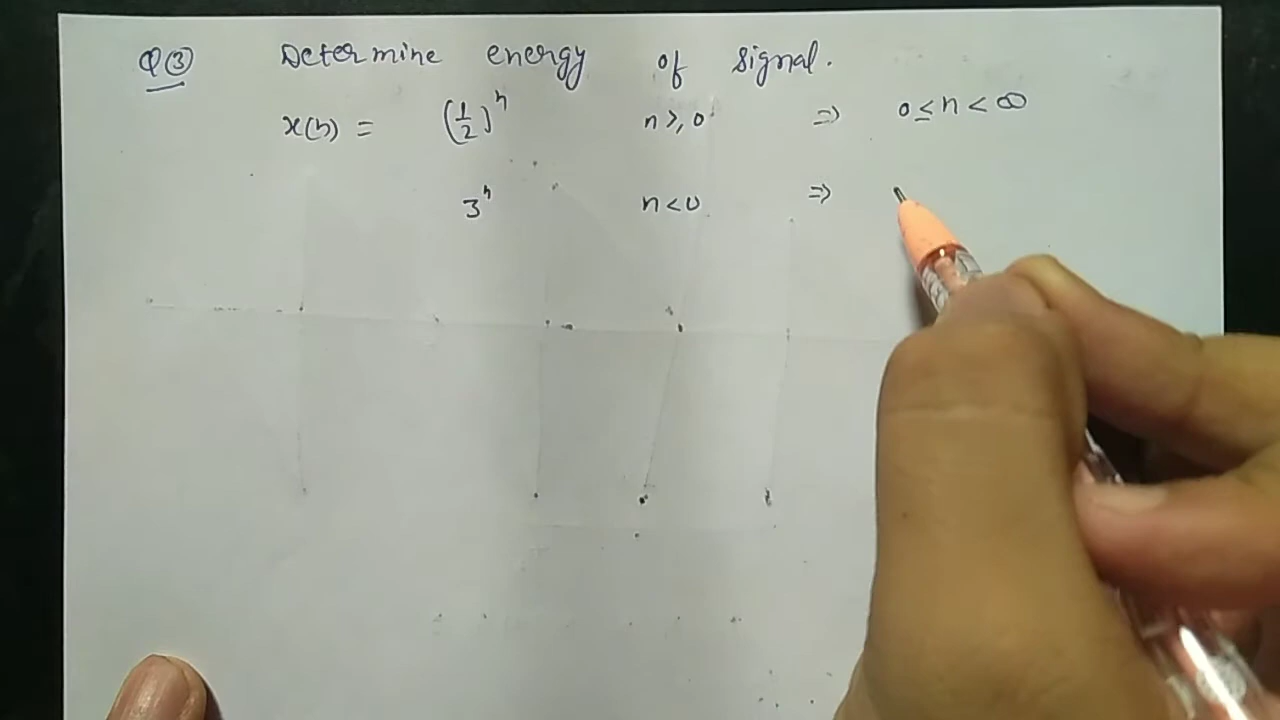 Q③ Determine energy of signal.
x(n) = (1/2)^n n≥0 ⇒ 0≤n<∞
3^n n<0 ⇒